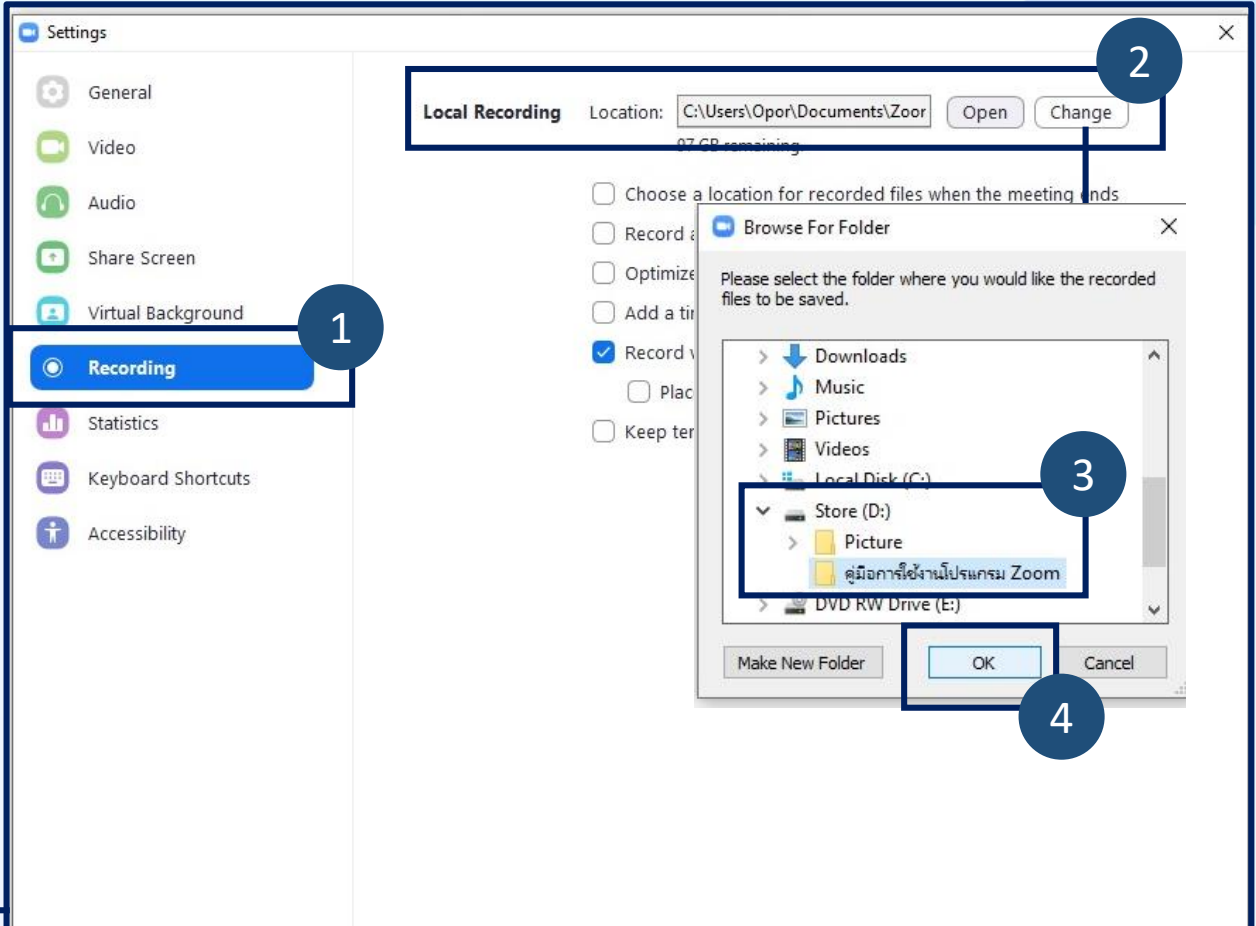 Settings
General
Video
Audio
Share Screen
Virtual Background
1
Recording
Statistics
Keyboard Shortcuts
Accessibility
2
Local Recording Location: C:\Users\Opor\Documents\Zoor Open Change
97 GB remaining.
Choose a location for recorded files when the meeting ends
Record
Optimize
Add a
Record
Keep
Browse For Folder
Please select the folder where you would like the recorded
files to be saved.
Downloads
Music
Pictures
Videos
Local Disk (C:)
3
Store (D:)
Picture
คู่มือการใช้งานโปรแกรม Zoom
DVD RW Drive (E:)
Make New Folder OK Cancel
4